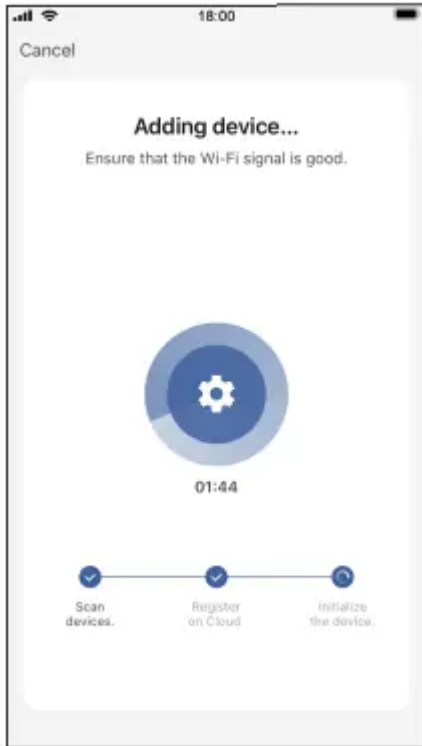 18:00
Cancel
Adding device...
Ensure that the Wi-Fi signal is good.
01:44
Scan
devices.
Register
on Cloud
Initialize
the device.